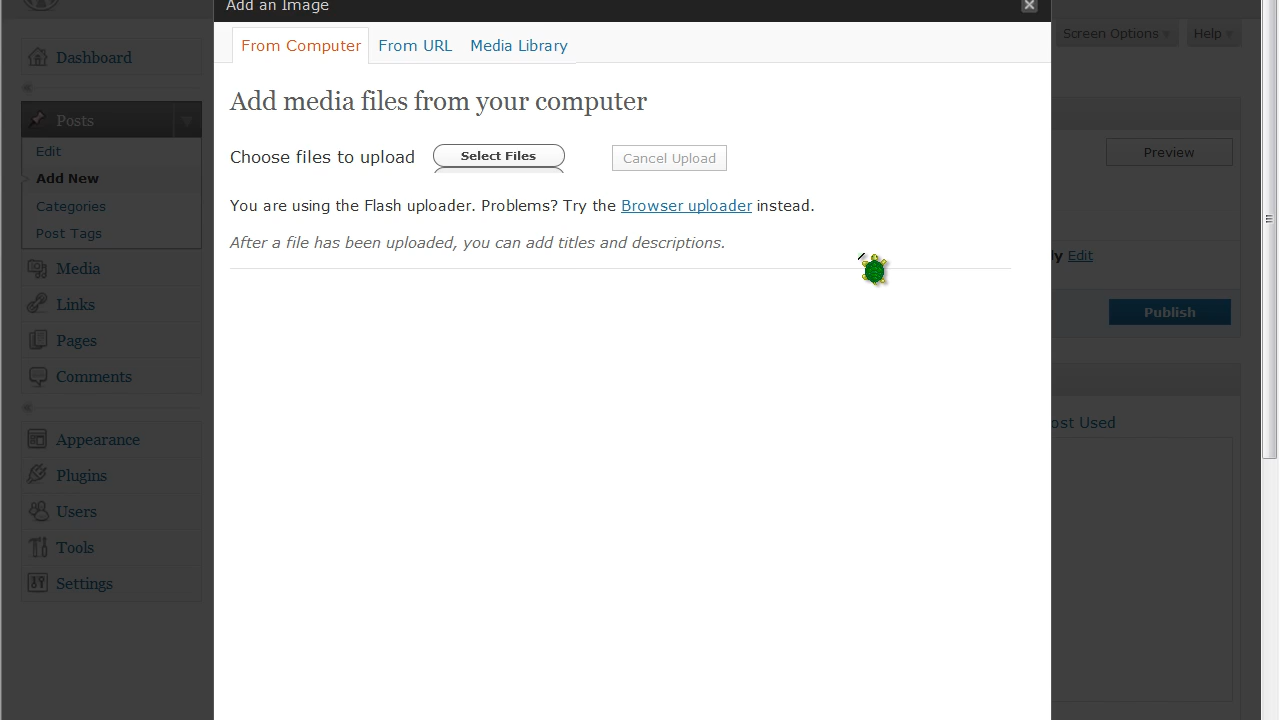 Add an Image
From Computer From URL Media Library
Screen Options Help
Dashboard
Add media files from your computer
Posts
Choose files to upload Select Files Cancel Upload
Preview
Edit
Add New
Categories
You are using the Flash uploader. Problems? Try the Browser uploader instead.
Post Tags
After a file has been uploaded, you can add titles and descriptions.
Edit
Media
Links
Publish
Pages
Comments
ost Used
Appearance
Plugins
Users
Tools
Settings